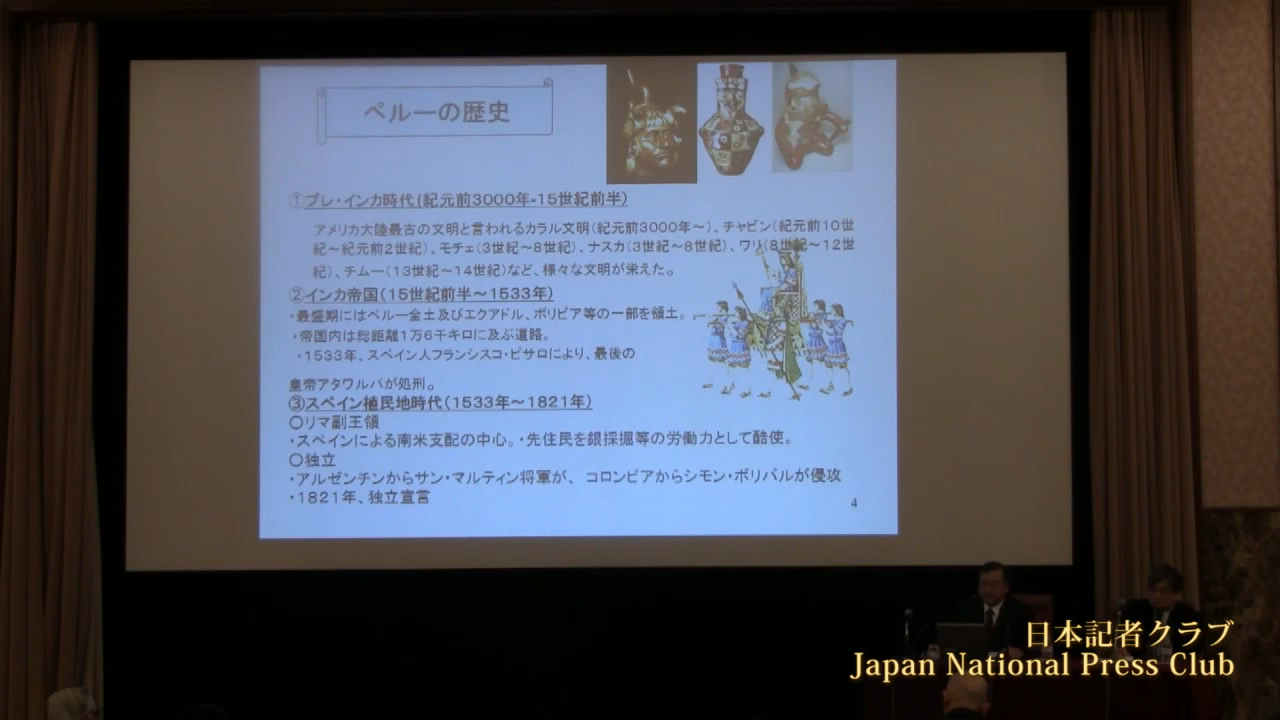 ペルーの歴史
①プレ・インカ時代(紀元前3000年-15世紀前半)
アメリカ大陸最古の文明と言われるカラル文明(紀元前3000年～)、チャビン(紀元前10世
紀～紀元前2世紀)、モチェ(3世紀～8世紀)、ナスカ(3世紀～8世紀)、ワリ(8世紀～12世
紀)、チムー(13世紀～14世紀)など、様々な文明が栄えた。
②インカ帝国(15世紀前半～1533年)
・最盛期にはペルー全土及びエクアドル、ボリビア等の一部を領土。
・帝国内は総距離1万6千キロに及ぶ道路。
・1533年、スペイン人フランシスコ・ピサロにより、最後の
皇帝アタワルパが処刑。
③スペイン植民地時代(1533年～1821年)
〇リマ副王領
・スペインによる南米支配の中心。・先住民を銀採掘等の労働力として酷使。
〇独立
・アルゼンチンからサン・マルティン将軍が、コロンビアからシモン・ボリバルが侵攻
・1821年、独立宣言
4
日本記者クラブ
Japan National Press Club